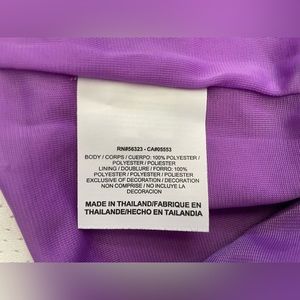 RN#56323 - CA#05553
BODY / CORPS / CUERPO: 100% POLYESTER /
POLYESTER / POLIESTER
LINING / DOUBLURE / FORRO: 100%
POLYESTER / POLYESTER / POLIESTER
EXCLUSIVE OF DECORATION / DECORATION
NON COMPRISE / NO INCLUYE LA
DECORACION
MADE IN THAILAND/FABRIQUE EN
THAILANDE/HECHO EN TAILANDIA